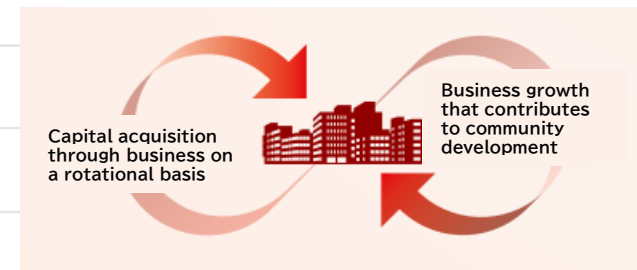 Capital acquisition
through business on
a rotational basis
Business growth
that contributes
to community
development